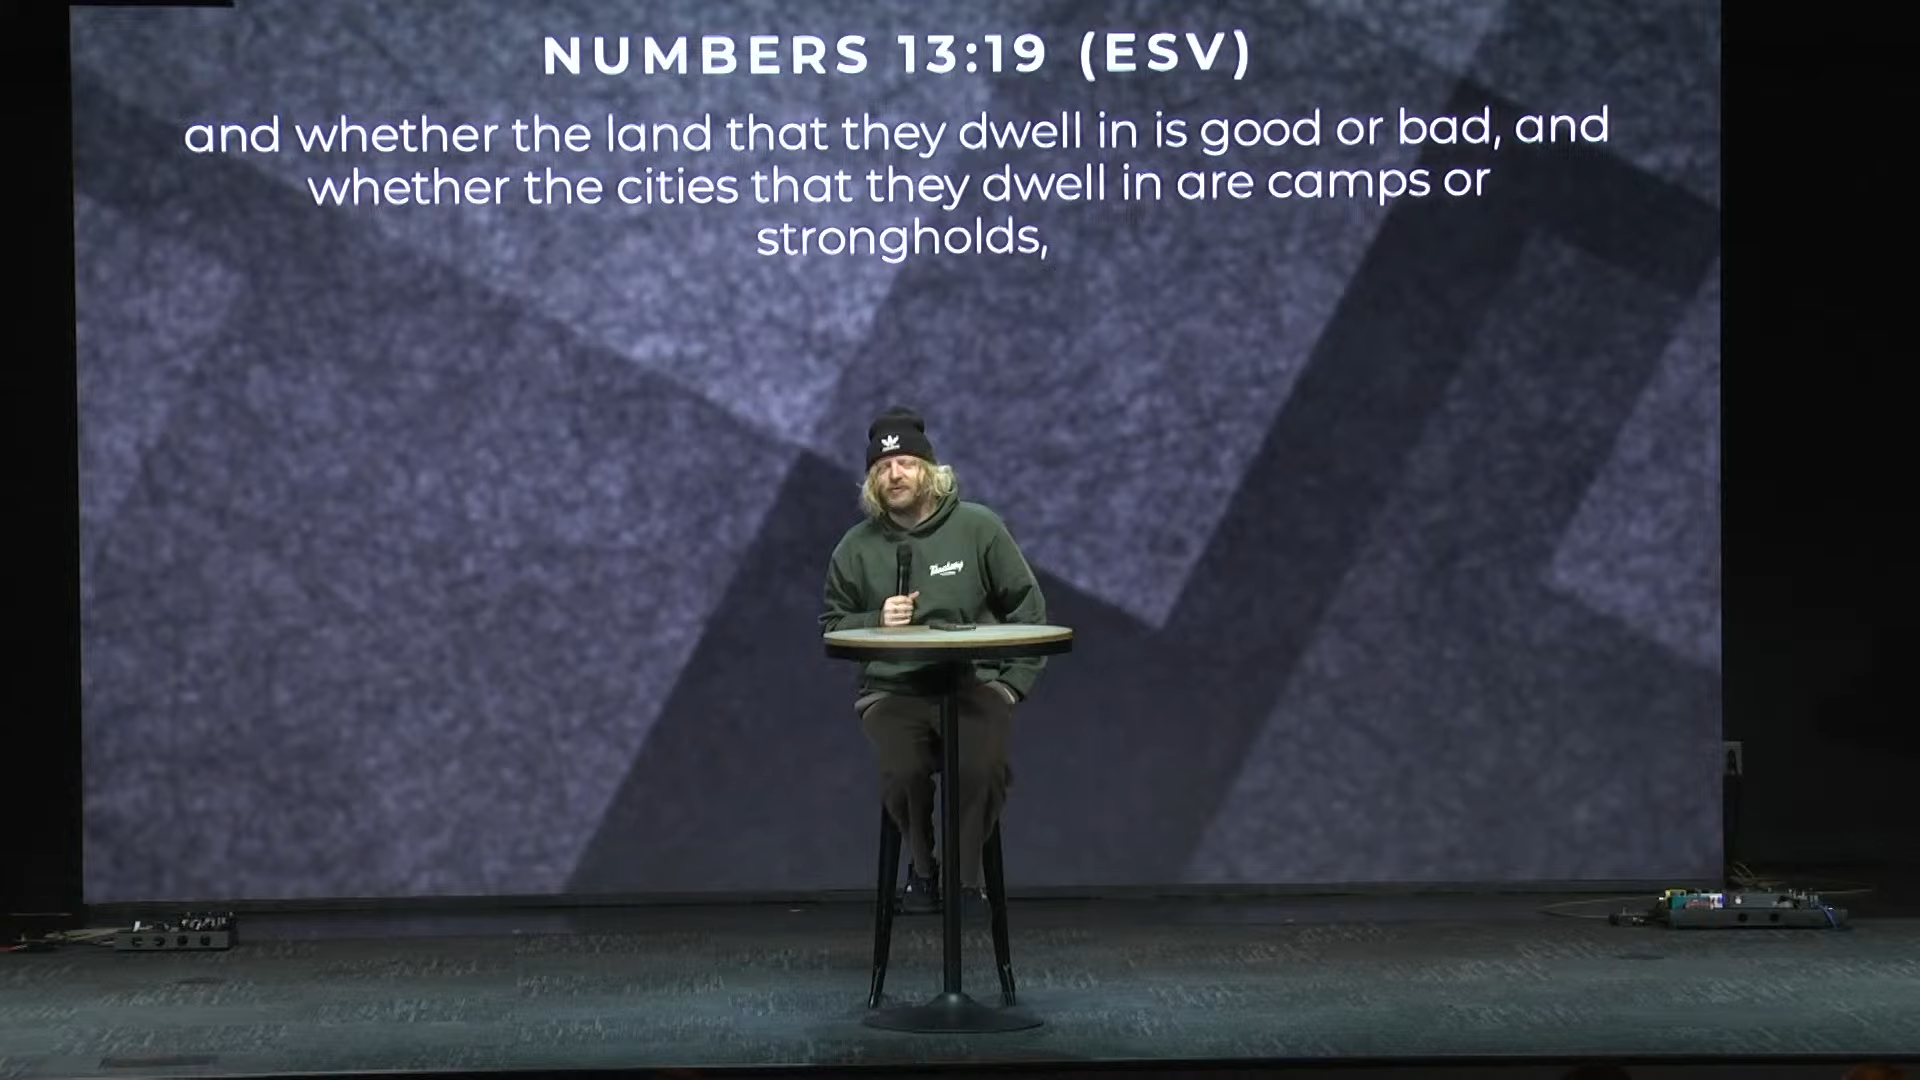 NUMBERS 13:19 (ESV)
and whether the land that they dwell in is good or bad, and
whether the cities that they dwell in are camps or
strongholds,